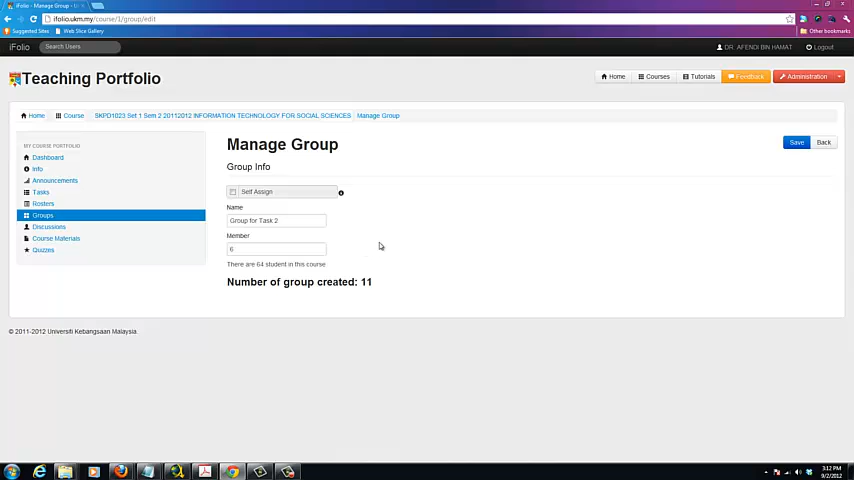 iFolio - Manage Group -
ifolio.ukm.my/course/1/group/edit
Suggested Sites
Web Slice Gallery
Other bookmarks
iFolio
Search Users
DR. AFENDI BIN HAMAT
Logout
Teaching Portfolio
Home
Courses
Tutorials
Feedback
Administration
Home
Course
SKPD1023 Set 1 Sem 2 20112012 INFORMATION TECHNOLOGY FOR SOCIAL SCIENCES
Manage Group
MY COURSE PORTFOLIO
Dashboard
Info
Announcements
Tasks
Rosters
Groups
Discussions
Course Materials
Quizzes
Manage Group
Save
Back
Group Info
Self Assign
Name
Group for Task 2
Member
6
There are 64 student in this course
Number of group created: 11
© 2011-2012 Universiti Kebangsaan Malaysia.
3:12 PM
9/2/2012